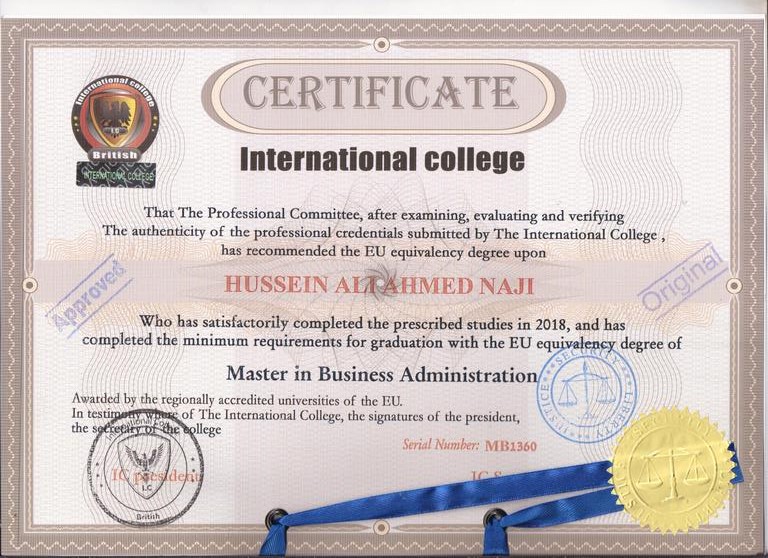 CERTIFICATE
International college
British
I.C
INTERNATIONAL COLLEGE
International college
That The Professional Committee, after examining, evaluating and verifying
The authenticity of the professional credentials submitted by The International College ,
has recommended the EU equivalency degree upon
Approved
HUSSEIN ALI AHMED NAJI
Original
Who has satisfactorily completed the prescribed studies in 2018, and has
completed the minimum requirements for graduation with the EU equivalency degree of
Master in Business Administration
SECURITY
JUSTICE
LIBERTY
Awarded by the regionally accredited universities of the EU.
In testimony where of The International College, the signatures of the president,
the secretary of the college
Serial Number: MB1360
International
I.C
British
IC president
IC